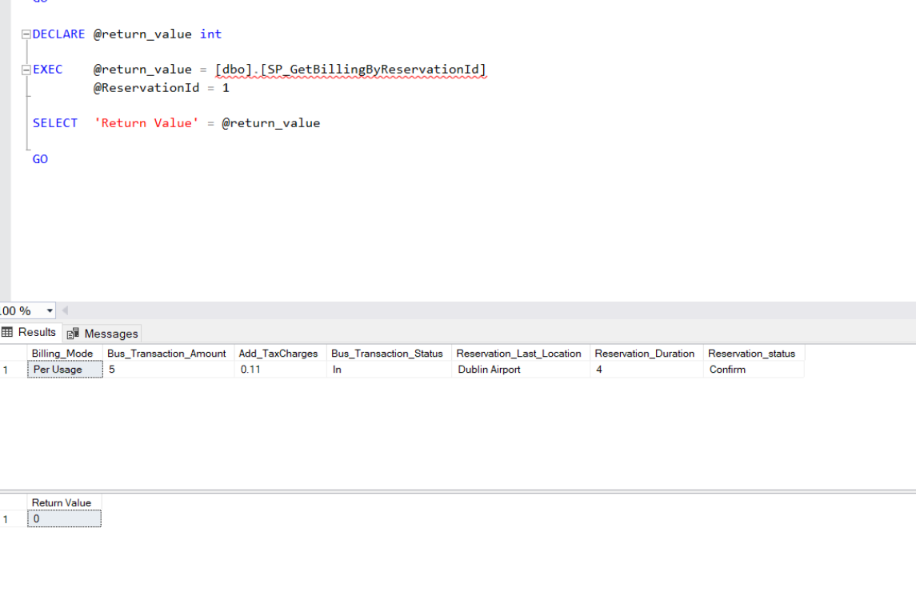 GO
DECLARE @return_value int
EXEC @return_value = [dbo].[SP_GetBillingByReservationId]
@ReservationId = 1
SELECT 'Return Value' = @return_value
GO
.00 %
Results Messages
Billing_Mode Bus_Transaction_Amount Add_TaxCharges Bus_Transaction_Status Reservation_Last_Location Reservation_Duration Reservation_status
1 Per Usage 5 0.11 In Dublin Airport 4 Confirm
Return Value
1 0